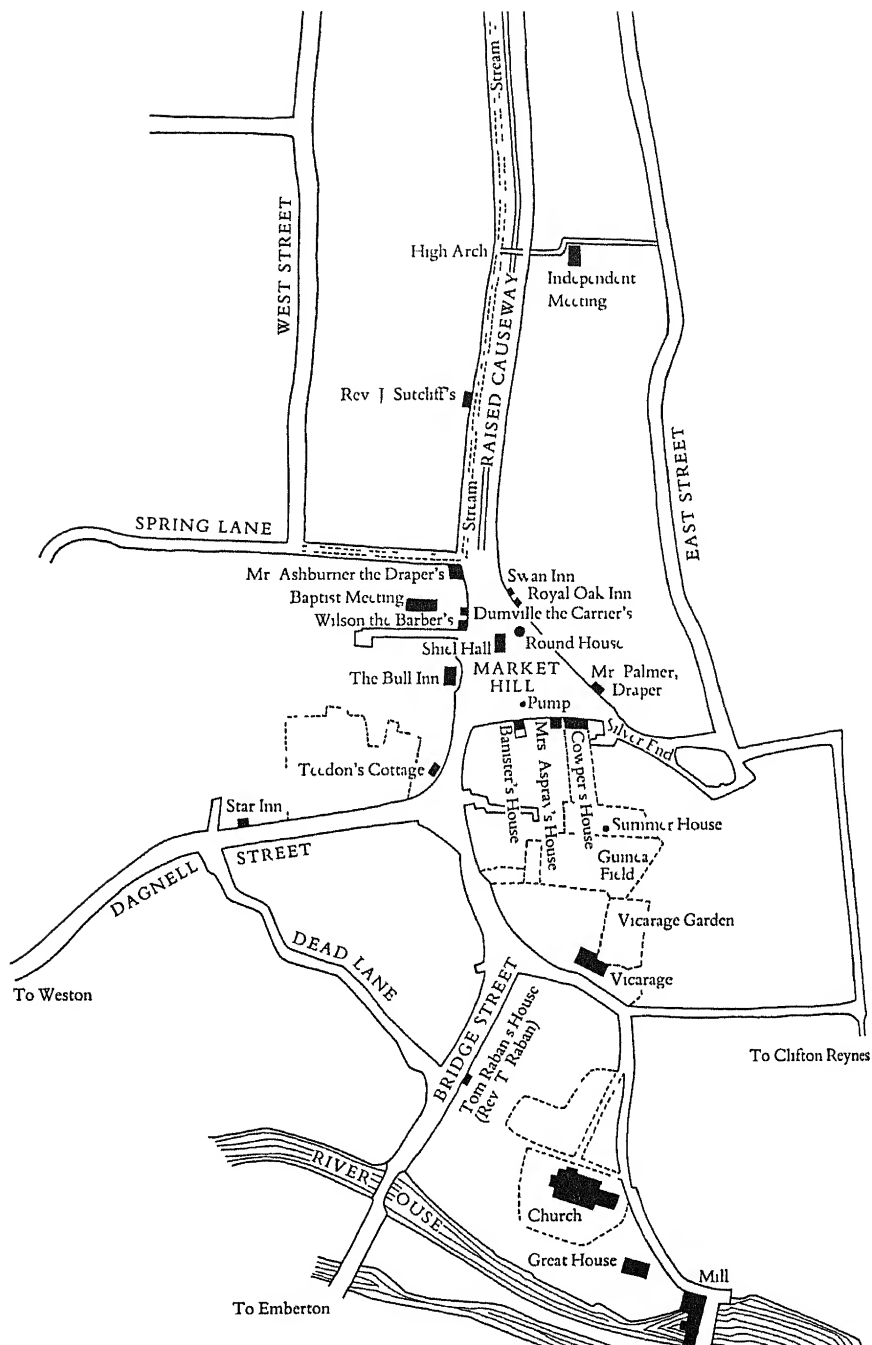 Stream
WEST STREET
High Arch
Independent
Meeting
RAISED CAUSEWAY
Rev J Sutcliff's
EAST STREET
Stream
SPRING LANE
Mr Ashburner the Draper's
Swan Inn
Royal Oak Inn
Baptist Meeting
Dumville the Carrier's
Wilson the Barber's
Shiel Hall
Round House
MARKET
HILL
The Bull Inn
Mr Palmer,
Draper
Pump
Silver End
Banister's House
Mrs Aspray's House
Cowper's House
Teedon's Cottage
Star Inn
Summer House
DAGNELL STREET
Guinea
Field
Vicarage Garden
DEAD LANE
Vicarage
To Weston
BRIDGE STREET
Tom Raban's House
(Rev T Raban)
To Clifton Reynes
RIVER OUSE
Church
Great House
Mill
To Emberton